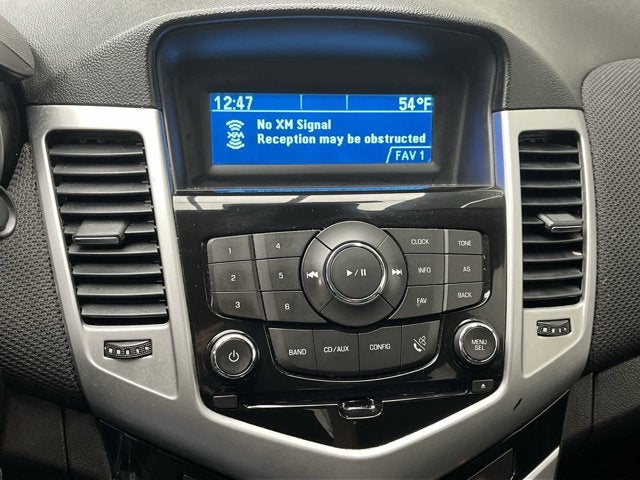 12:47 54°F
No XM Signal
XM Reception may be obstructed
FAV 1
1 4 CLOCK TONE
2 5 INFO AS
3 6 FAV BACK
BAND CD/AUX CONFIG MENU
SEL